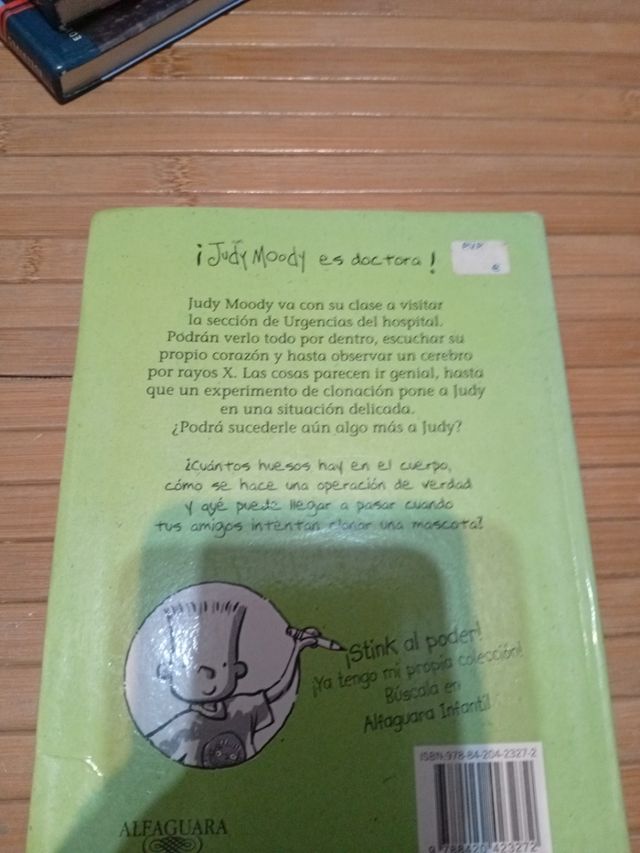 ¡Judy Moody es doctora!
PVP
€
Judy Moody va con su clase a visitar
la sección de Urgencias del hospital.
Podrán verlo todo por dentro, escuchar su
propio corazón y hasta observar un cerebro
por rayos X. Las cosas parecen ir genial, hasta
que un experimento de clonación pone a Judy
en una situación delicada.
¿Podrá sucederle aún algo más a Judy?
¿Cuántos huesos hay en el cuerpo,
cómo se hace una operación de verdad
y qué puede llegar a pasar cuando
tus amigos intentan clonar una mascota?
¡Stink al poder!
¡Ya tengo mi propia colección!
Búscala en
Alfaguara Infantil
ISBN 978-84-204-2327-2
9 788420 423272
ALFAGUARA